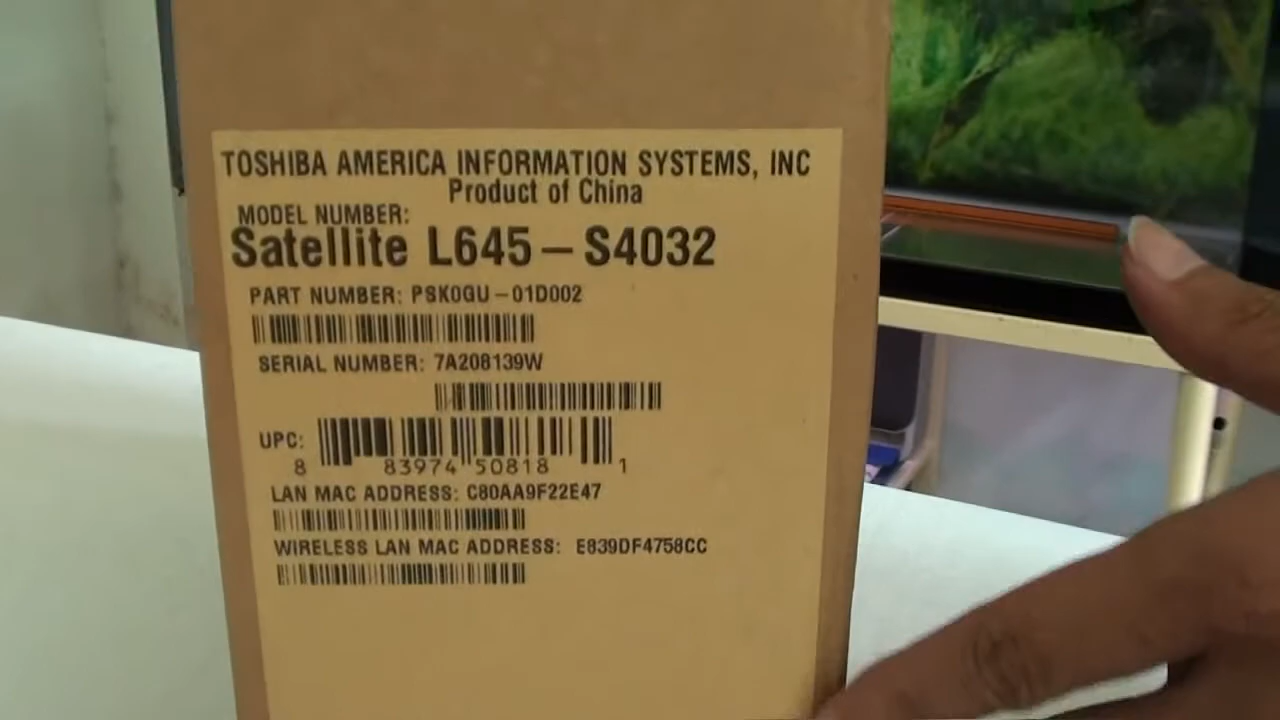 TOSHIBA AMERICA INFORMATION SYSTEMS, INC
Product of China
MODEL NUMBER:
Satellite L645-S4032
PART NUMBER: PSK0GU-01D002
SERIAL NUMBER: 7A208139W
UPC:
8 83974 50818 1
LAN MAC ADDRESS: C80AA9F22E47
WIRELESS LAN MAC ADDRESS: E839DF4758CC